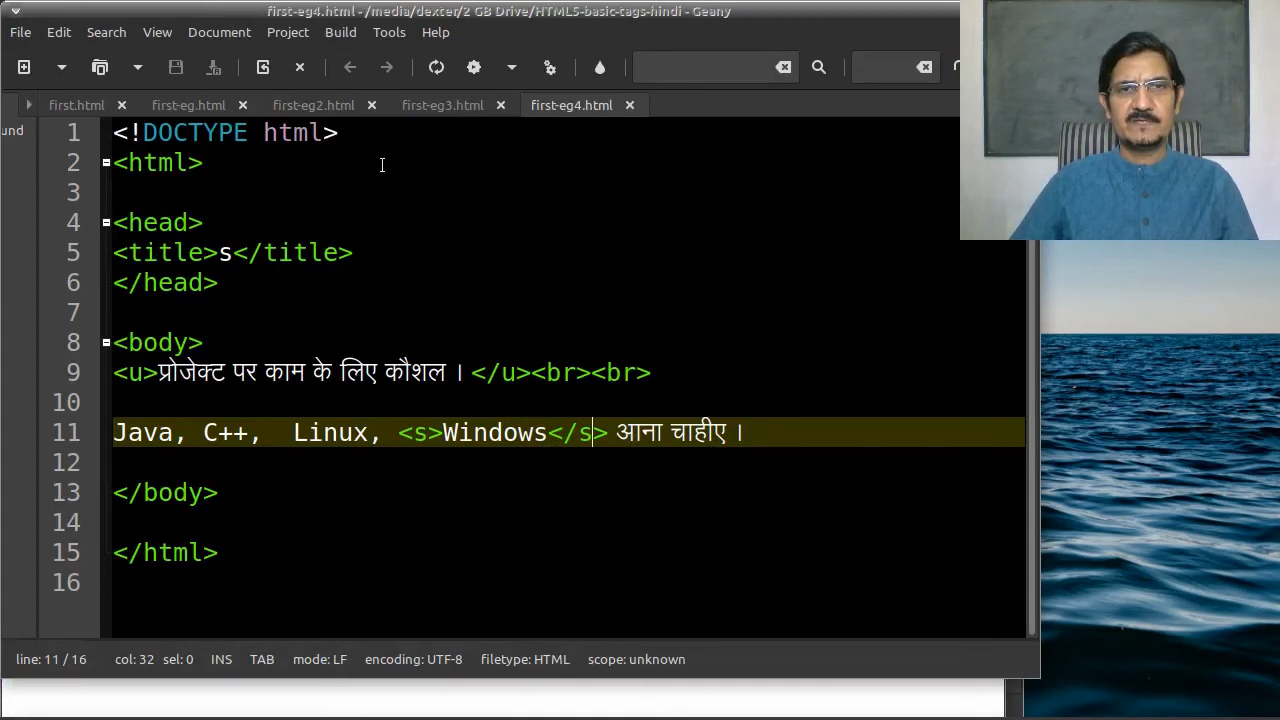 first-eg4.html - /media/dexter/2 GB Drive/HTML5-basic-tags-hindi - Geany
File Edit Search View Document Project Build Tools Help
first.html first-eg.html first-eg2.html first-eg3.html first-eg4.html
und
1 <!DOCTYPE html>
2 <html>
3
4 <head>
5 <title>s</title>
6 </head>
7
8 <body>
9 <u>प्रोजेक्ट पर काम के लिए कौशल । </u><br><br>
10
11 Java, C++,  Linux, <s>Windows</s> आना चाहीए ।
12
13 </body>
14
15 </html>
16
line: 11 / 16 col: 32 sel: 0 INS TAB mode: LF encoding: UTF-8 filetype: HTML scope: unknown